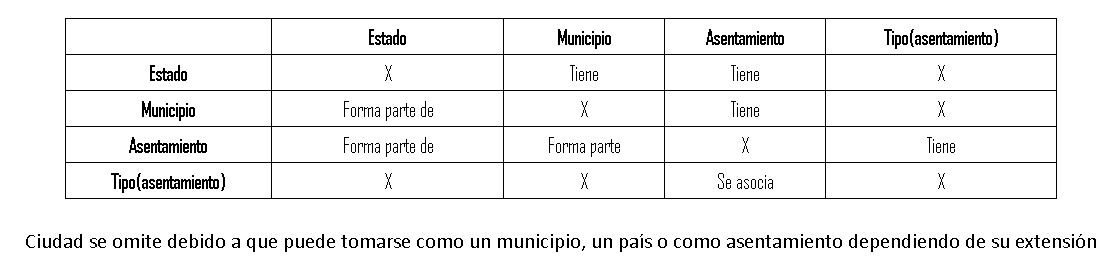 Estado Municipio Asentamiento Tipo(asentamiento)
Estado X Tiene Tiene X
Municipio Forma parte de X Tiene X
Asentamiento Forma parte de Forma parte X Tiene
Tipo(asentamiento) X X Se asocia X
Ciudad se omite debido a que puede tomarse como un municipio, un país o como asentamiento dependiendo de su extensión